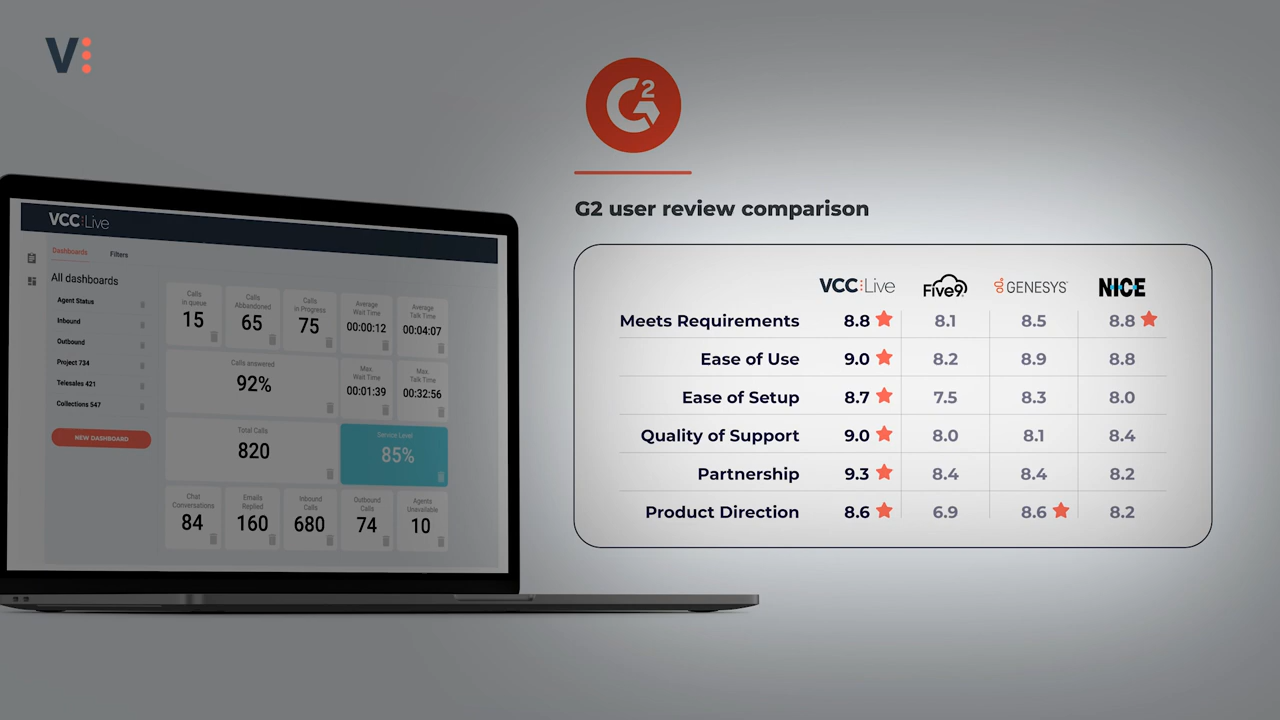 V
G2
G2 user review comparison
VCC Live Five9 GENESYS NICE
Meets Requirements 8.8 8.1 8.5 8.8
Ease of Use 9.0 8.2 8.9 8.8
Ease of Setup 8.7 7.5 8.3 8.0
Quality of Support 9.0 8.0 8.1 8.4
Partnership 9.3 8.4 8.4 8.2
Product Direction 8.6 6.9 8.6 8.2
VCC Live
Dashboards Filters
All dashboards
Agent Status
Inbound
Outbound
Project 734
Telesales 421
Collections 547
NEW DASHBOARD
Calls
in queue
15
Calls
Abbandoned
65
Calls
in Progress
75
Average
Wait Time
00:00:12
Average
Talk Time
00:04:07
Calls answered
92%
Max.
Wait Time
00:01:39
Max.
Talk Time
00:32:56
Total Calls
820
Service Level
85%
Chat
Conversations
84
Emails
Replied
160
Inbound
Calls
680
Outbound
Calls
74
Agents
Unavailable
10